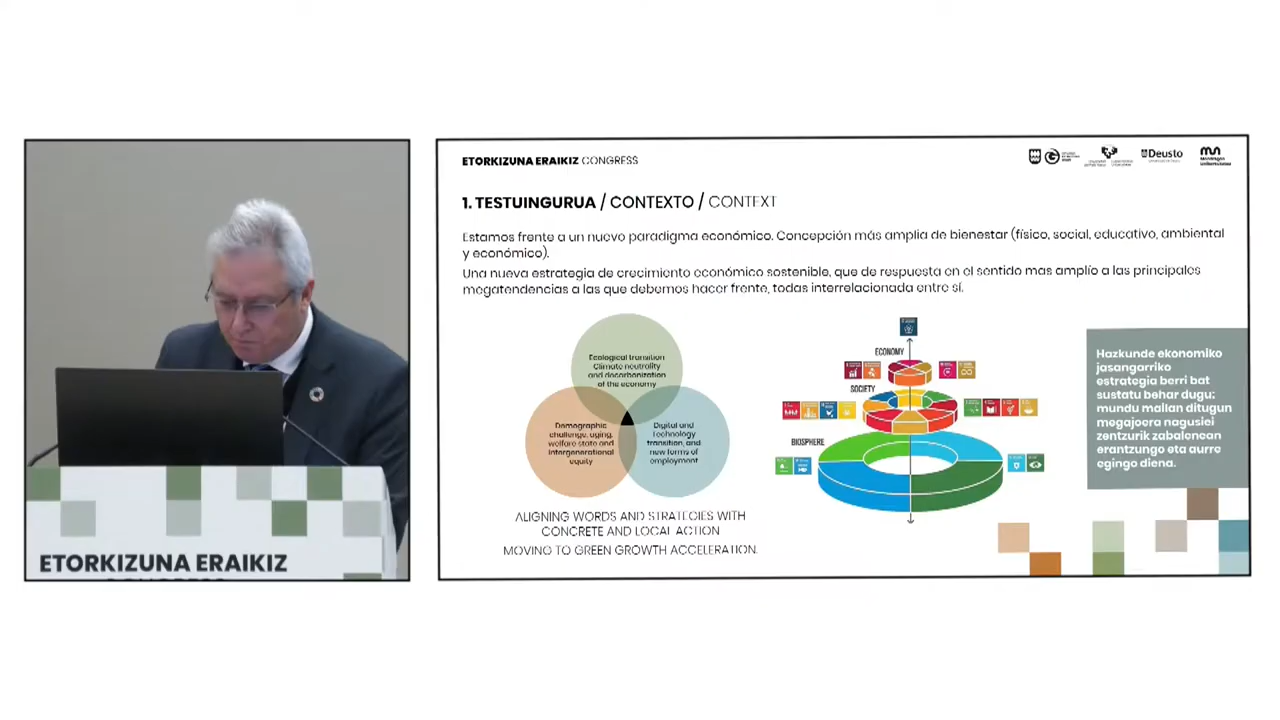 ETORKIZUNA ERAIKIZ
ETORKIZUNA ERAIKIZ CONGRESS
Deusto
1. TESTUINGURUA / CONTEXTO / CONTEXT
Estamos frente a un nuevo paradigma económico. Concepción más amplia de bienestar (físico, social, educativo, ambiental
y económico).
Una nueva estrategia de crecimiento económico sostenible, que de respuesta en el sentido mas amplío a las principales
megatendencias a las que debemos hacer frente, todas interrelacionada entre sí.
Ecological transition
Climate neutrality
and decarbonization
of the economy
Demographic
challenge, aging,
welfare state and
intergenerational
equity
Digital and
Technology
transition, and
new forms of
employment
ALIGNING WORDS AND STRATEGIES WITH
CONCRETE AND LOCAL ACTION
MOVING TO GREEN GROWTH ACCELERATION.
ECONOMY
SOCIETY
BIOSPHERE
Hazkunde ekonomiko
jasangarriko
estrategia berri bat
sustatu behar dugu:
mundu mailan ditugun
megajoera nagusiei
zentzurik zabalenean
erantzungo eta aurre
egingo diena.